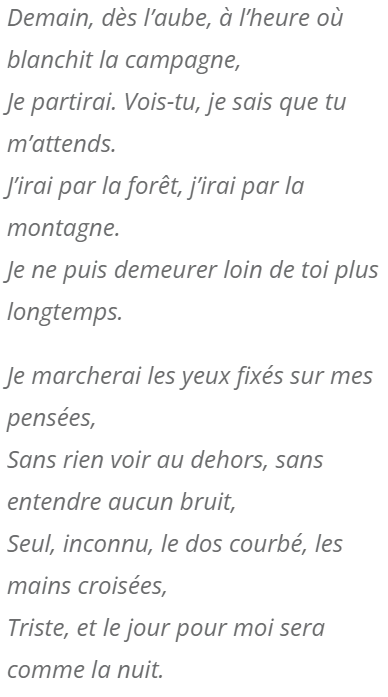 Demain, dès l’aube, à l’heure où
blanchit la campagne,
Je partirai. Vois-tu, je sais que tu
m’attends.
J’irai par la forêt, j’irai par la
montagne.
Je ne puis demeurer loin de toi plus
longtemps.
Je marcherai les yeux fixés sur mes
pensées,
Sans rien voir au dehors, sans
entendre aucun bruit,
Seul, inconnu, le dos courbé, les
mains croisées,
Triste, et le jour pour moi sera
comme la nuit.